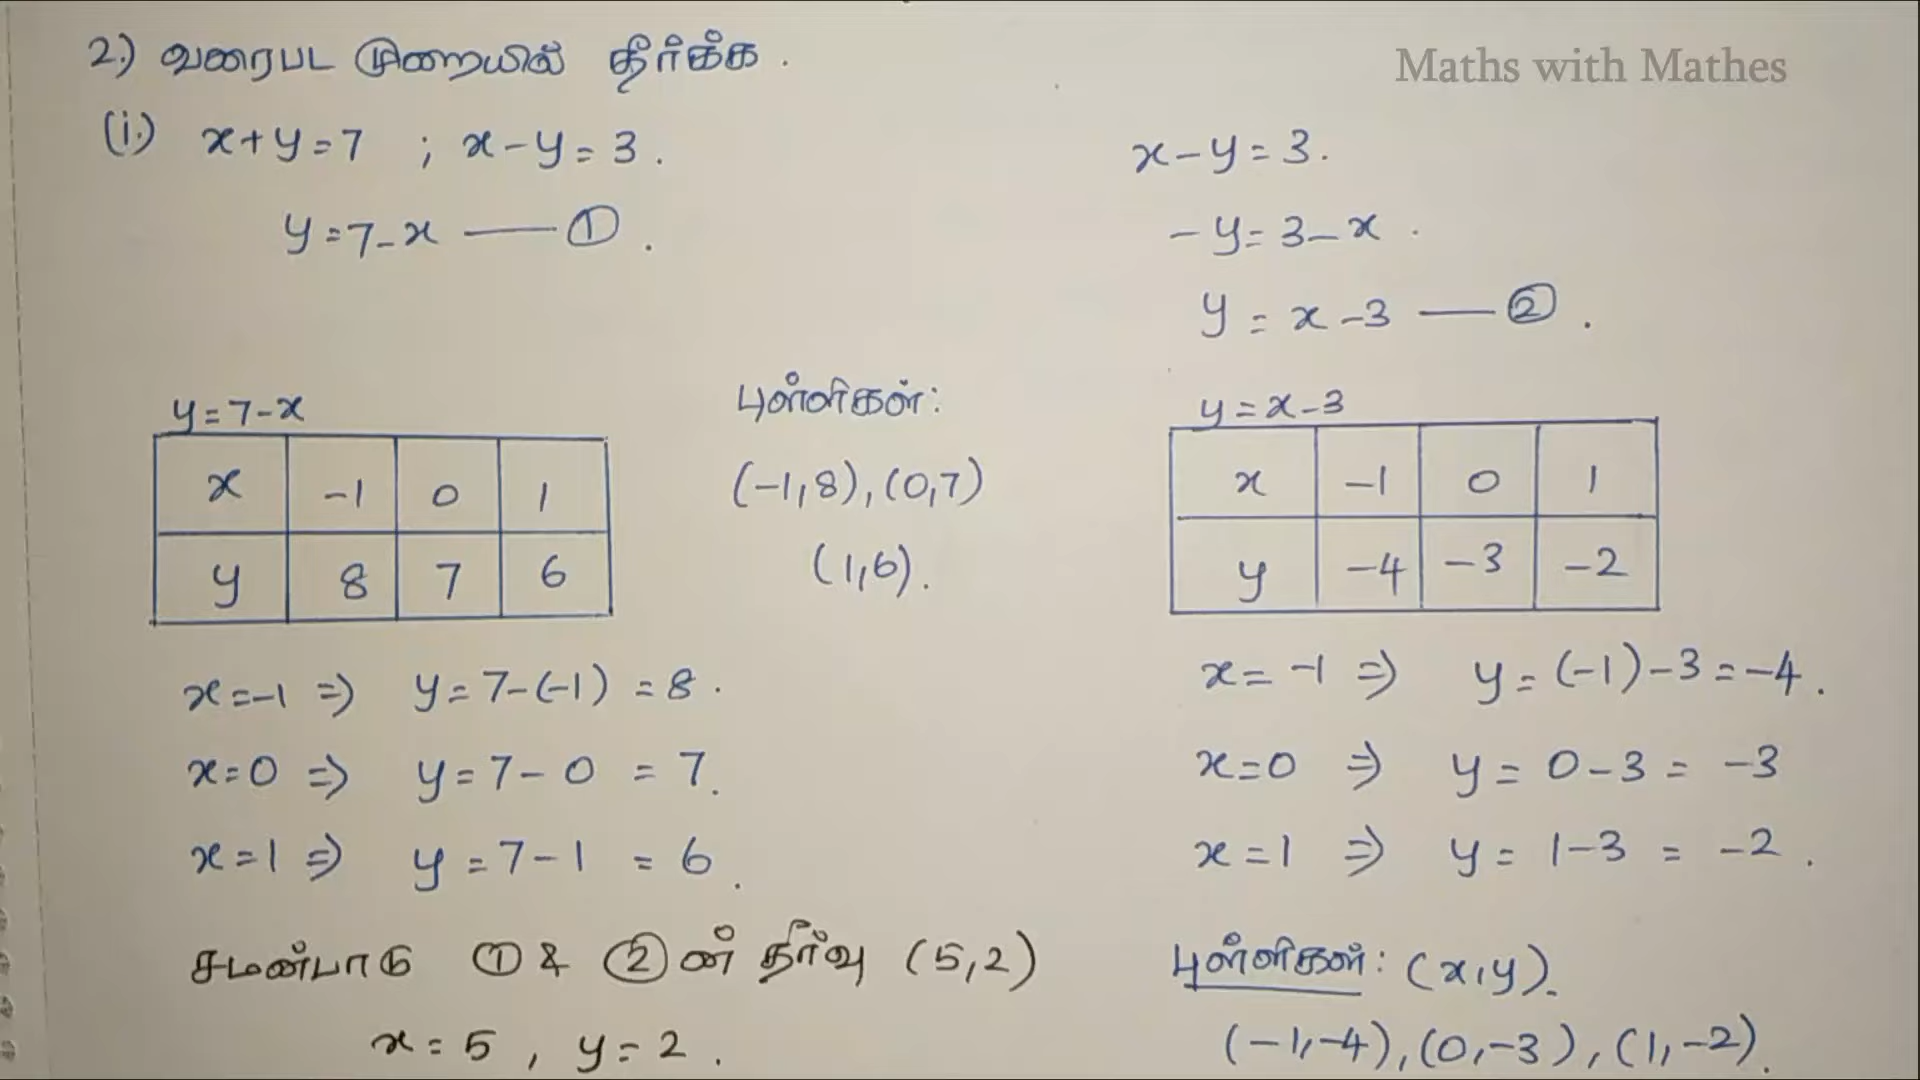 2.) வரைபட முறையில் தீர்க்க .
Maths with Mathes
(i.) x+y=7 ; x-y=3.
y=7-x —— ①.
x-y=3.
-y=3-x.
y=x-3 —— ②.
y=7-x
x -1 0 1
y 8 7 6
புள்ளிகள்:
(-1,8),(0,7)
(1,6).
y=x-3
x -1 0 1
y -4 -3 -2
x=-1 ⇒ y=7-(-1)=8.
x=0 ⇒ y=7-0=7.
x=1 ⇒ y=7-1=6.
x=-1 ⇒ y=(-1)-3=-4.
x=0 ⇒ y=0-3=-3
x=1 ⇒ y=1-3=-2.
சமன்பாடு ① & ② ன் தீர்வு (5,2)
x=5, y=2.
புள்ளிகள்: (x,y).
(-1,-4),(0,-3),(1,-2).